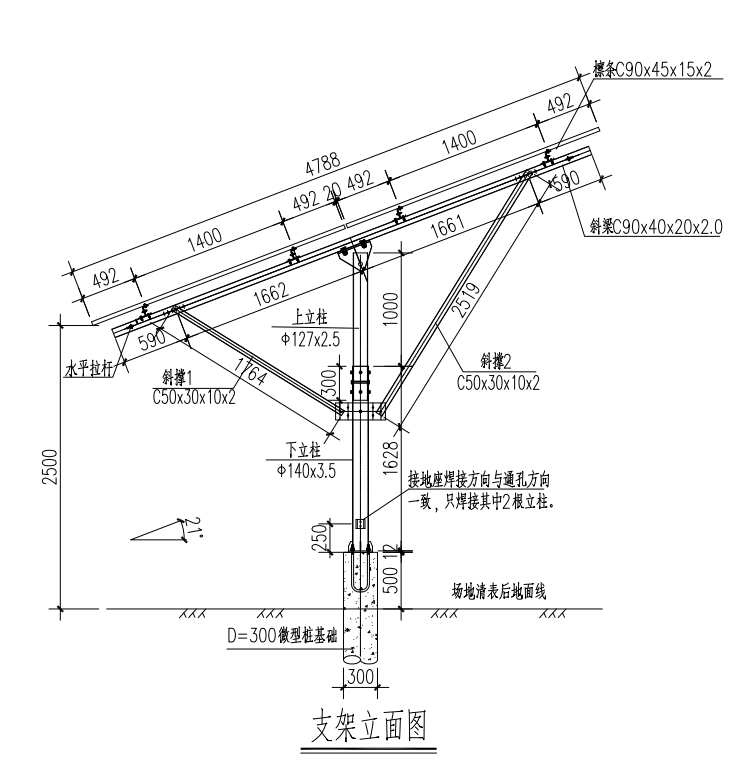 檩条C90x45x15x2
492
1400
4788
590
492 20 492
斜梁C90x40x20x2.0
1400
1661
492
1662
2519
1000
上立柱
Φ127x2.5
590
水平拉杆
斜撑1
C50x30x10x2
1764
300
斜撑2
C50x30x10x2
2500
下立柱
Φ140x3.5
1628
接地座焊接方向与通孔方向
一致，只焊接其中2根立柱。
21°
250
12
500
场地清表后地面线
D=300微型桩基础
300
支架立面图